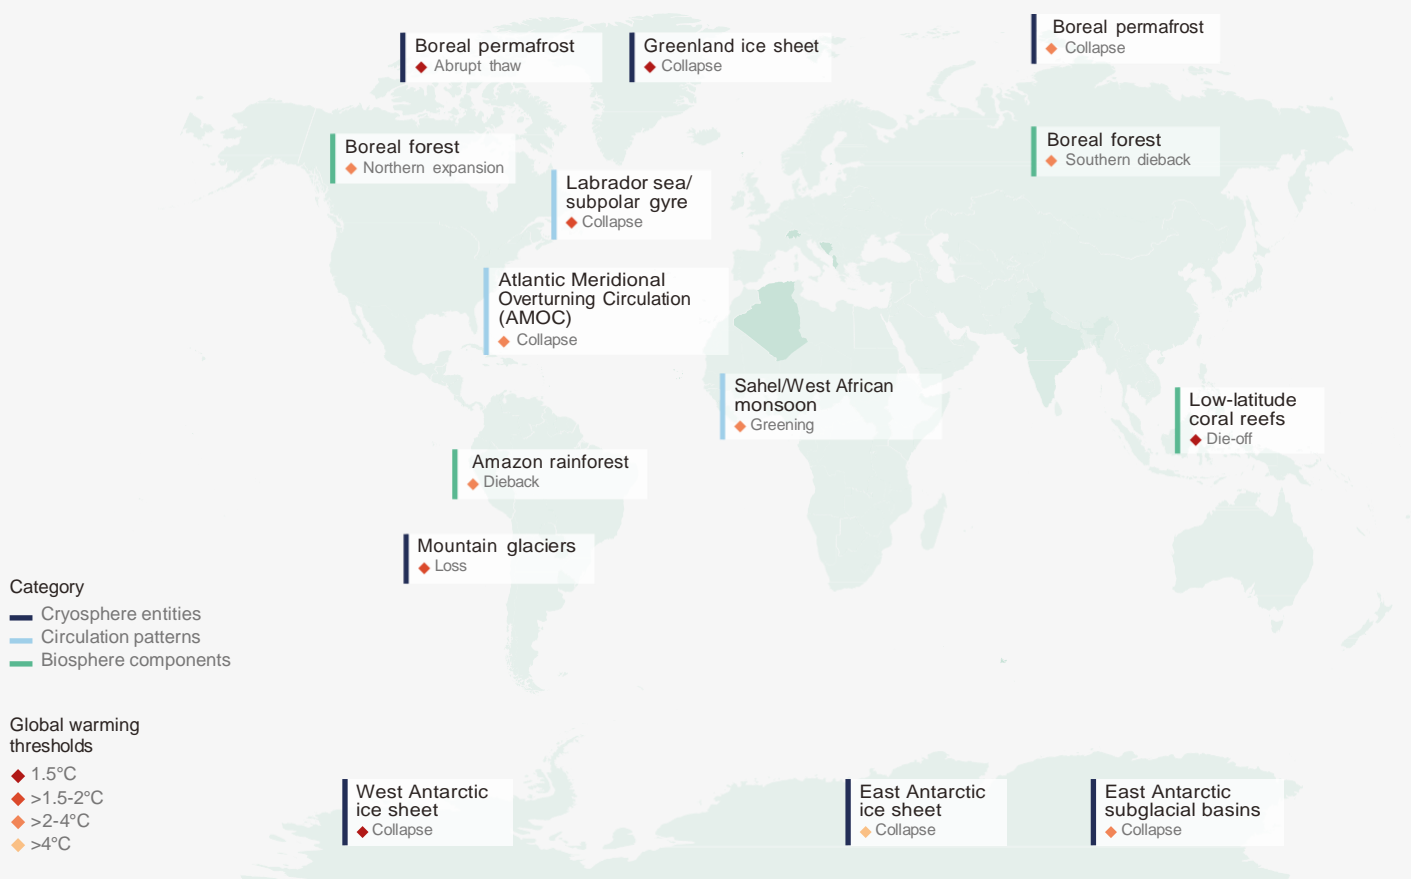 Boreal permafrost
Abrupt thaw
Greenland ice sheet
Collapse
Boreal permafrost
Collapse
Boreal forest
Northern expansion
Boreal forest
Southern dieback
Labrador sea/
subpolar gyre
Collapse
Atlantic Meridional
Overturning Circulation
(AMOC)
Collapse
Sahel/West African
monsoon
Greening
Low-latitude
coral reefs
Die-off
Amazon rainforest
Dieback
Mountain glaciers
Loss
Category
Cryosphere entities
Circulation patterns
Biosphere components
Global warming
thresholds
1.5°C
>1.5-2°C
>2-4°C
>4°C
West Antarctic
ice sheet
Collapse
East Antarctic
ice sheet
Collapse
East Antarctic
subglacial basins
Collapse